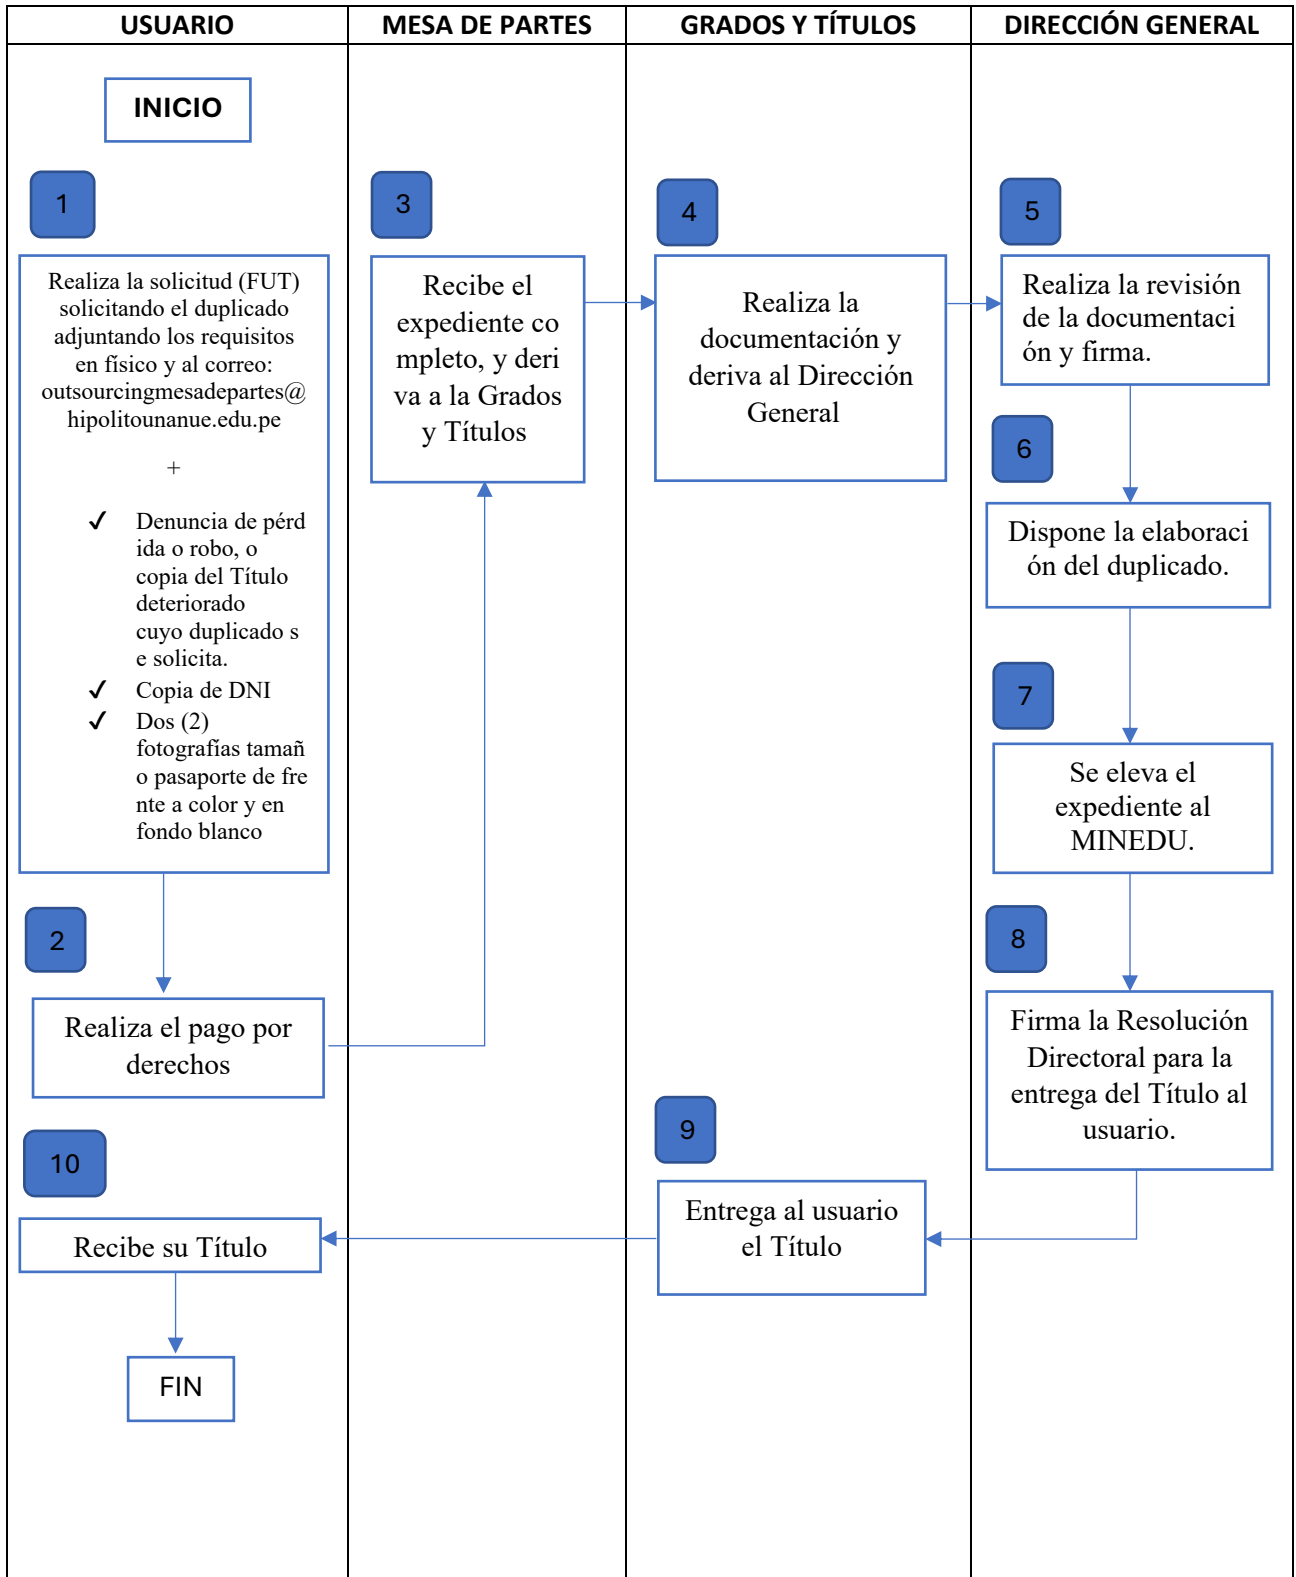 USUARIO
MESA DE PARTES
GRADOS Y TÍTULOS
DIRECCIÓN GENERAL
INICIO
1
Realiza la solicitud (FUT)
solicitando el duplicado
adjuntando los requisitos
en físico y al correo:
outsourcingmesadepartes@
hipolitounanue.edu.pe
+
✓ Denuncia de pérd
ida o robo, o
copia del Título
deteriorado
cuyo duplicado s
e solicita.
✓ Copia de DNI
✓ Dos (2)
fotografías tamañ
o pasaporte de fre
nte a color y en
fondo blanco
2
Realiza el pago por
derechos
3
Recibe el
expediente co
mpleto, y deri
va a la Grados
y Títulos
4
Realiza la
documentación y
deriva al Dirección
General
5
Realiza la revisión
de la documentaci
ón y firma.
6
Dispone la elaboraci
ón del duplicado.
7
Se eleva el
expediente al
MINEDU.
8
Firma la Resolución
Directoral para la
entrega del Título al
usuario.
9
Entrega al usuario
el Título
10
Recibe su Título
FIN